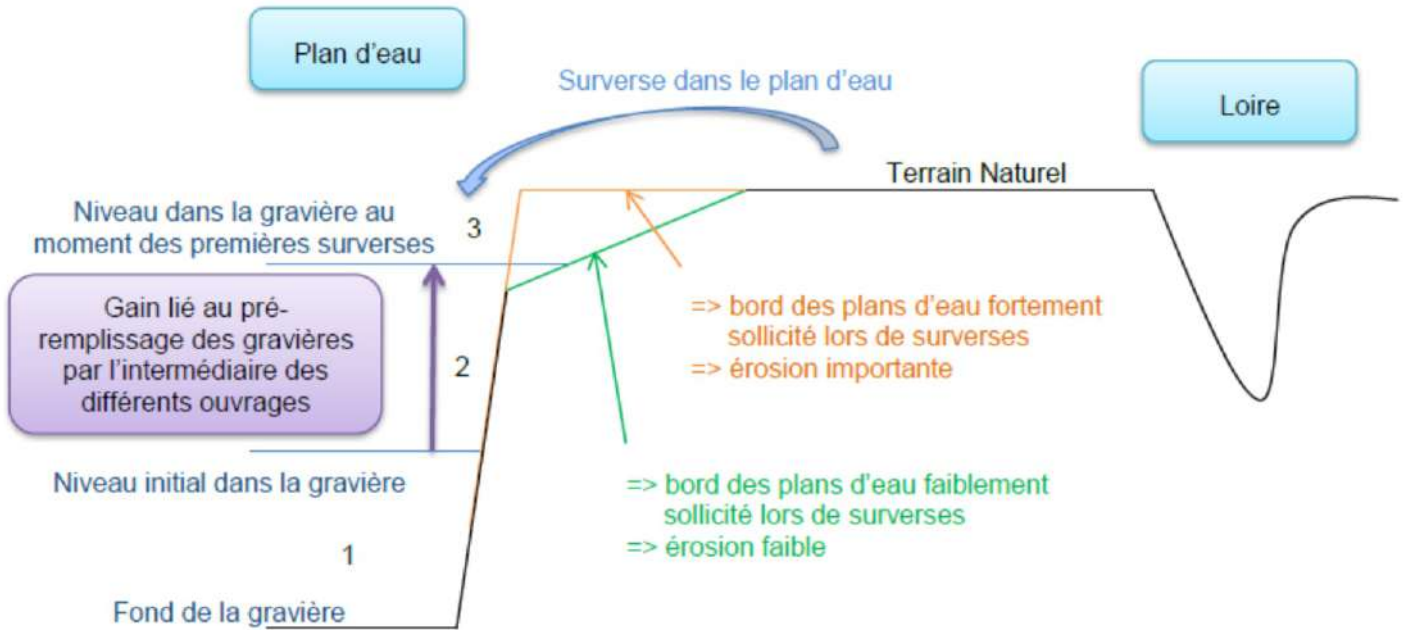 Plan d'eau
Surverse dans le plan d'eau
Loire
Terrain Naturel
Niveau dans la gravière au
moment des premières surverses
3
Gain lié au pré-
remplissage des gravières
par l'intermédiaire des
différents ouvrages
2
=> bord des plans d'eau fortement
sollicité lors de surverses
=> érosion importante
Niveau initial dans la gravière
=> bord des plans d'eau faiblement
sollicité lors de surverses
=> érosion faible
1
Fond de la gravière